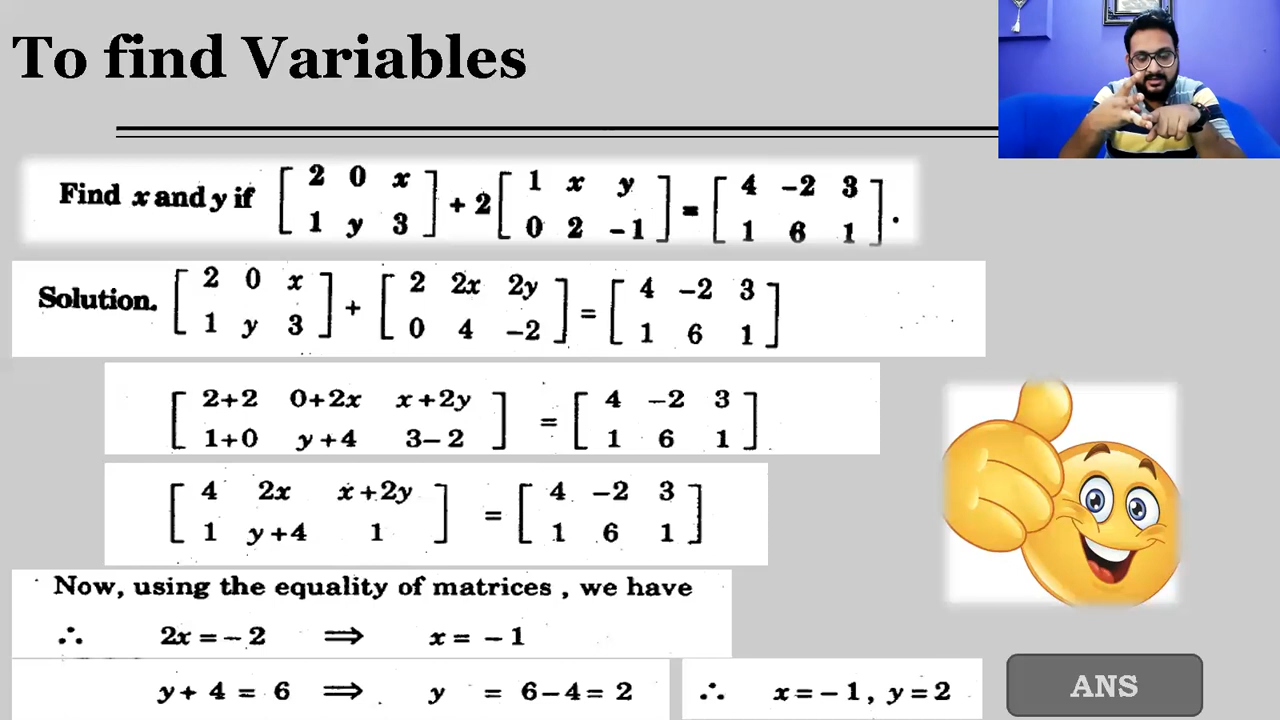 To find Variables
Find x and y if [ 2 0 x ; 1 y 3 ] + 2 [ 1 x y ; 0 2 -1 ] = [ 4 -2 3 ; 1 6 1 ] .
Solution. [ 2 0 x ; 1 y 3 ] + [ 2 2x 2y ; 0 4 -2 ] = [ 4 -2 3 ; 1 6 1 ]
[ 2+2 0+2x x+2y ; 1+0 y+4 3-2 ] = [ 4 -2 3 ; 1 6 1 ]
[ 4 2x x+2y ; 1 y+4 1 ] = [ 4 -2 3 ; 1 6 1 ]
Now, using the equality of matrices , we have
∴ 2x = -2 ⟹ x = -1
y + 4 = 6 ⟹ y = 6-4 = 2 ∴ x = -1, y = 2
ANS